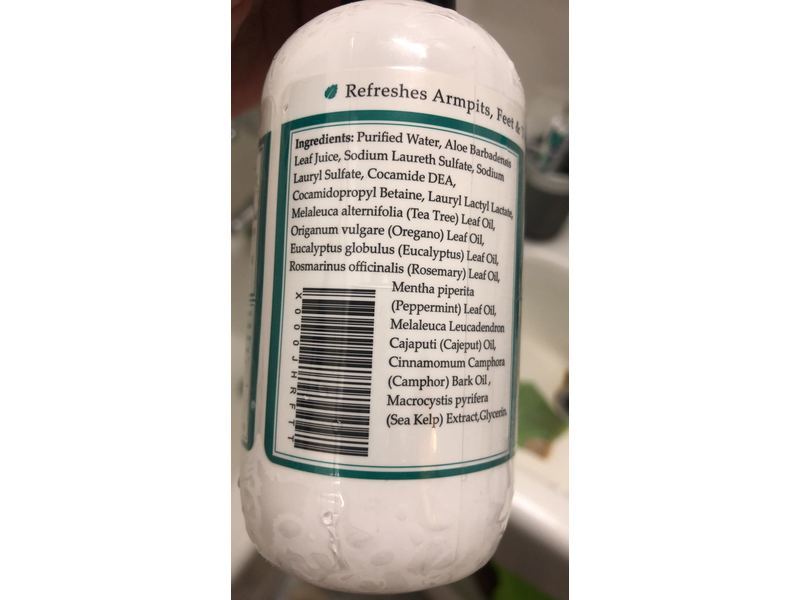 Refreshes Armpits, Feet &
Ingredients: Purified Water, Aloe Barbadensis
Leaf Juice, Sodium Laureth Sulfate, Sodium
Lauryl Sulfate, Cocamide DEA,
Cocamidopropyl Betaine, Lauryl Lactyl Lactate,
Melaleuca alternifolia (Tea Tree) Leaf Oil,
Origanum vulgare (Oregano) Leaf Oil,
Eucalyptus globulus (Eucalyptus) Leaf Oil,
Rosmarinus officinalis (Rosemary) Leaf Oil,
Mentha piperita
(Peppermint) Leaf Oil,
Melaleuca Leucadendron
Cajaputi (Cajeput) Oil,
Cinnamomum Camphora
(Camphor) Bark Oil ,
Macrocystis pyrifera
(Sea Kelp) Extract,Glycerin.
X000JHRFTT